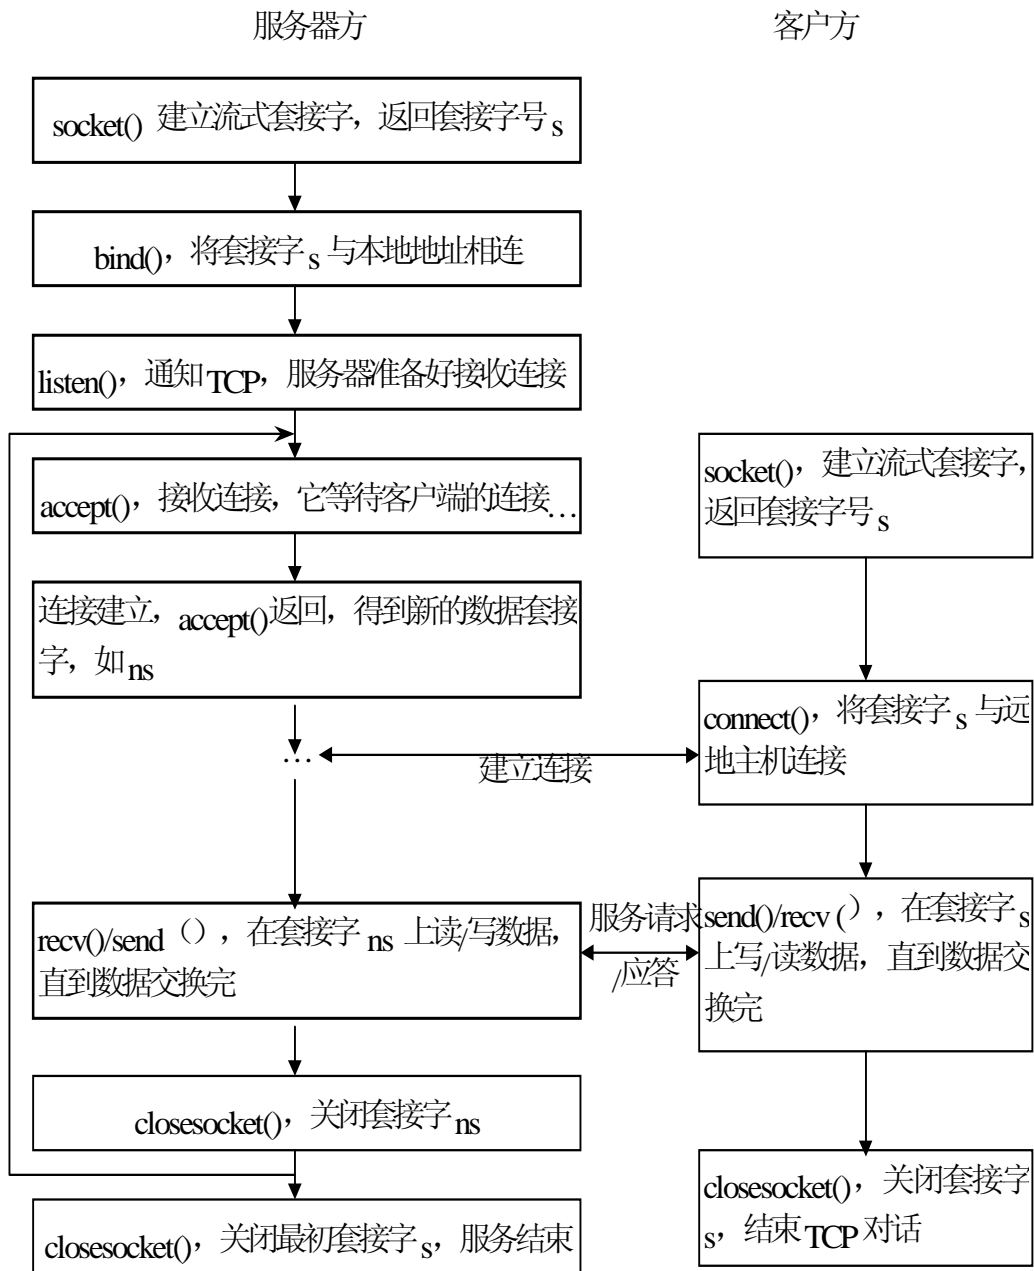 服务器方
客户方
socket() 建立流式套接字，返回套接字号 s
bind()，将套接字 s 与本地地址相连
listen()，通知 TCP，服务器准备好接收连接
accept()，接收连接，它等待客户端的连接…
连接建立，accept()返回，得到新的数据套接
字，如 ns
…
建立连接
recv()/send（），在套接字 ns 上读/写数据，
直到数据交换完
closesocket()，关闭套接字 ns
closesocket()，关闭最初套接字 s，服务结束
socket()，建立流式套接字，
返回套接字号 s
connect()，将套接字 s 与远
地主机连接
服务请求
/应答
send()/recv (），在套接字 s
上写/读数据，直到数据交
换完
closesocket()，关闭套接字
s，结束 TCP 对话